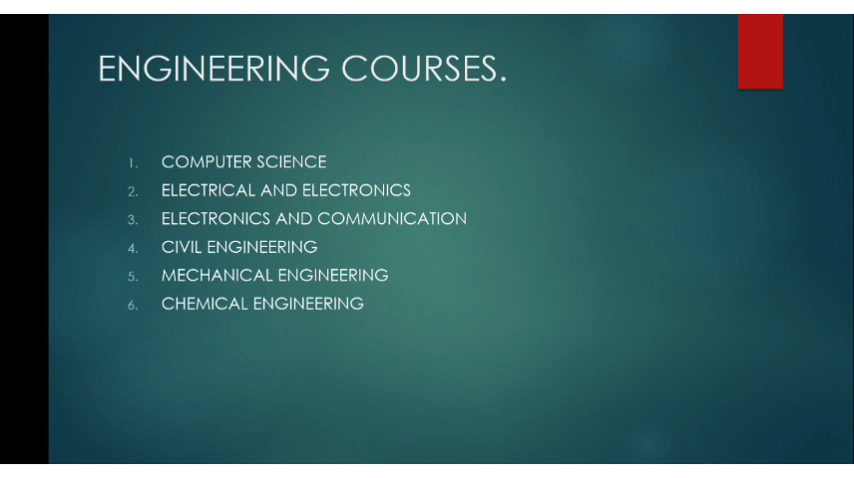 ENGINEERING COURSES.
1. COMPUTER SCIENCE
2. ELECTRICAL AND ELECTRONICS
3. ELECTRONICS AND COMMUNICATION
4. CIVIL ENGINEERING
5. MECHANICAL ENGINEERING
6. CHEMICAL ENGINEERING